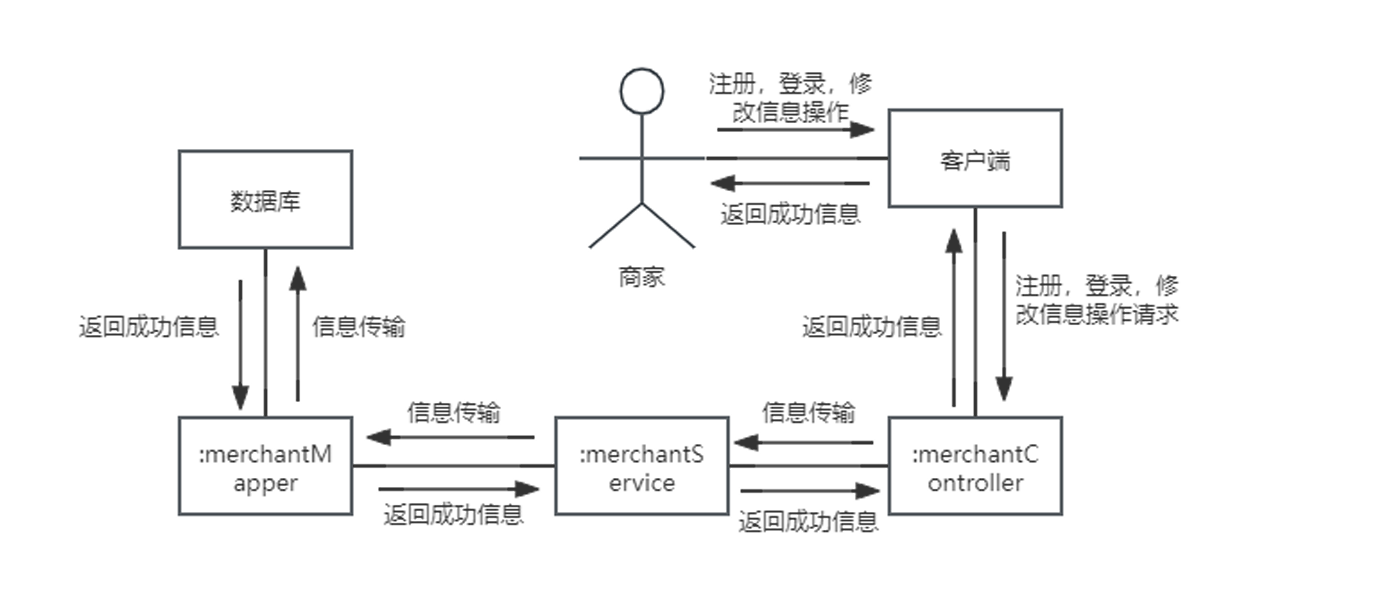 注册，登录，修
改信息操作
客户端
数据库
返回成功信息
商家
注册，登录，修
改信息操作请求
返回成功信息
信息传输
返回成功信息
信息传输
信息传输
:merchantM
apper
:merchantS
ervice
:merchantC
ontroller
返回成功信息
返回成功信息